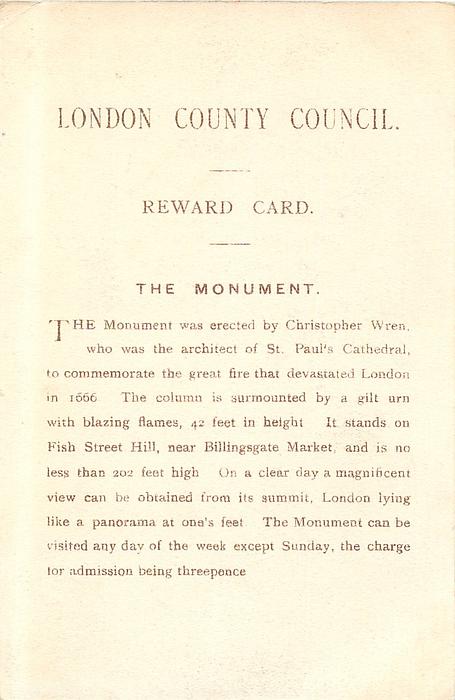 LONDON COUNTY COUNCIL.
REWARD CARD.
THE MONUMENT.
THE Monument was erected by Christopher Wren,
who was the architect of St. Paul's Cathedral,
to commemorate the great fire that devastated London
in 1666 The column is surmounted by a gilt urn
with blazing flames, 42 feet in height It stands on
Fish Street Hill, near Billingsgate Market, and is no
less than 202 feet high On a clear day a magnificent
view can be obtained from its summit, London lying
like a panorama at one's feet The Monument can be
visited any day of the week except Sunday, the charge
for admission being threepence